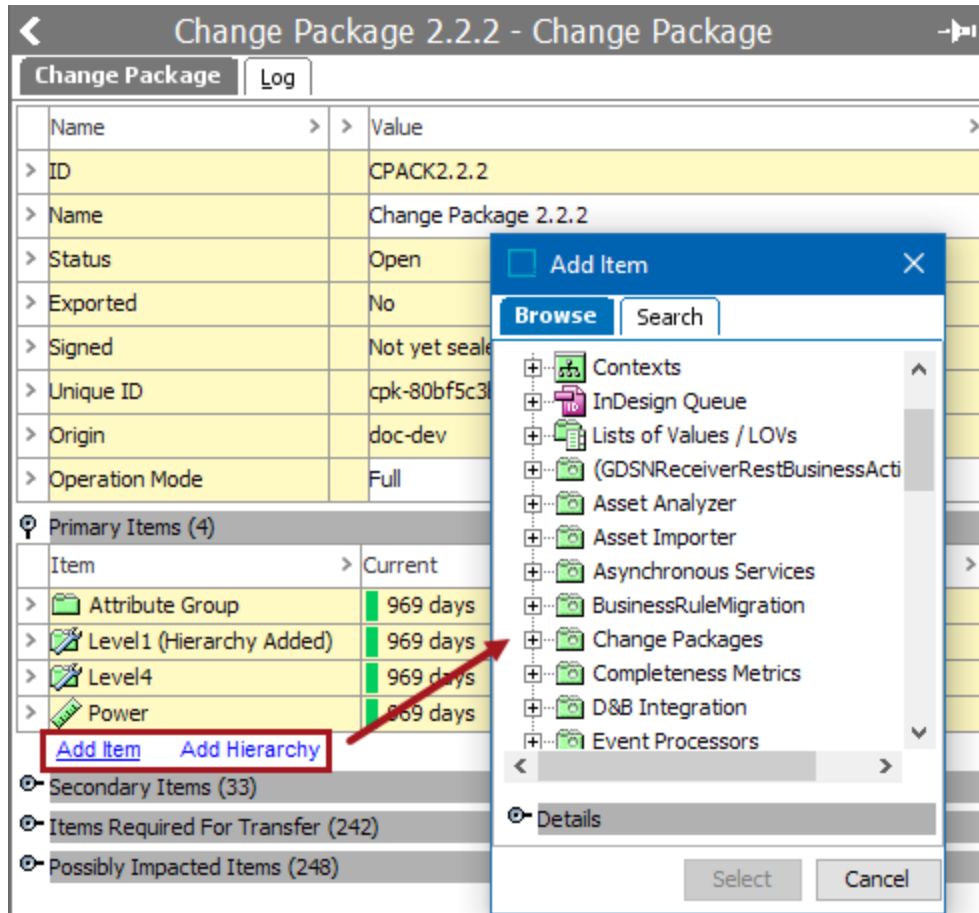 Change Package 2.2.2 - Change Package
Change Package Log
Name Value
ID CPACK2.2.2
Name Change Package 2.2.2
Status Open
Exported No
Signed Not yet seale
Unique ID cpk-80bf5c3
Origin doc-dev
Operation Mode Full
Primary Items (4)
Item Current
Attribute Group 969 days
Level1 (Hierarchy Added) 969 days
Level4 969 days
Power 969 days
Add Item Add Hierarchy
Secondary Items (33)
Items Required For Transfer (242)
Possibly Impacted Items (248)
Add Item
Browse Search
Contexts
InDesign Queue
Lists of Values / LOVs
(GDSNReceiverRestBusinessActi
Asset Analyzer
Asset Importer
Asynchronous Services
BusinessRuleMigration
Change Packages
Completeness Metrics
D&B Integration
Event Processors
Details
Select Cancel